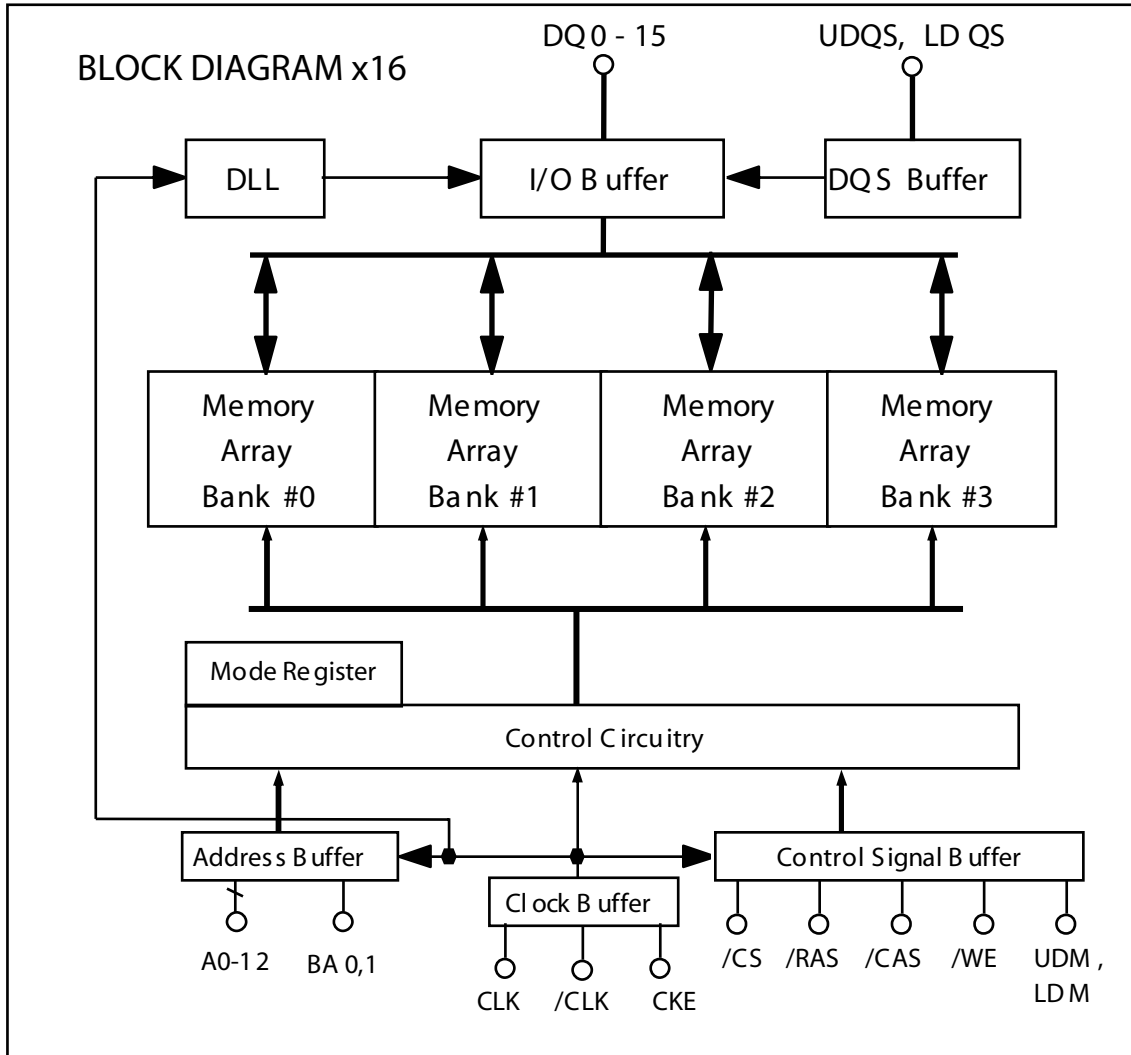 DQ0 - 15
UDQS, LDQS
BLOCK DIAGRAM x16
DLL
I/O Buffer
DQS Buffer
Memory
Array
Bank #0
Memory
Array
Bank #1
Memory
Array
Bank #2
Memory
Array
Bank #3
Mode Register
Control Circuitry
Address Buffer
Control Signal Buffer
Clock Buffer
A0-12
BA 0,1
CLK
/CLK
CKE
/CS
/RAS
/CAS
/WE
UDM,
LDM